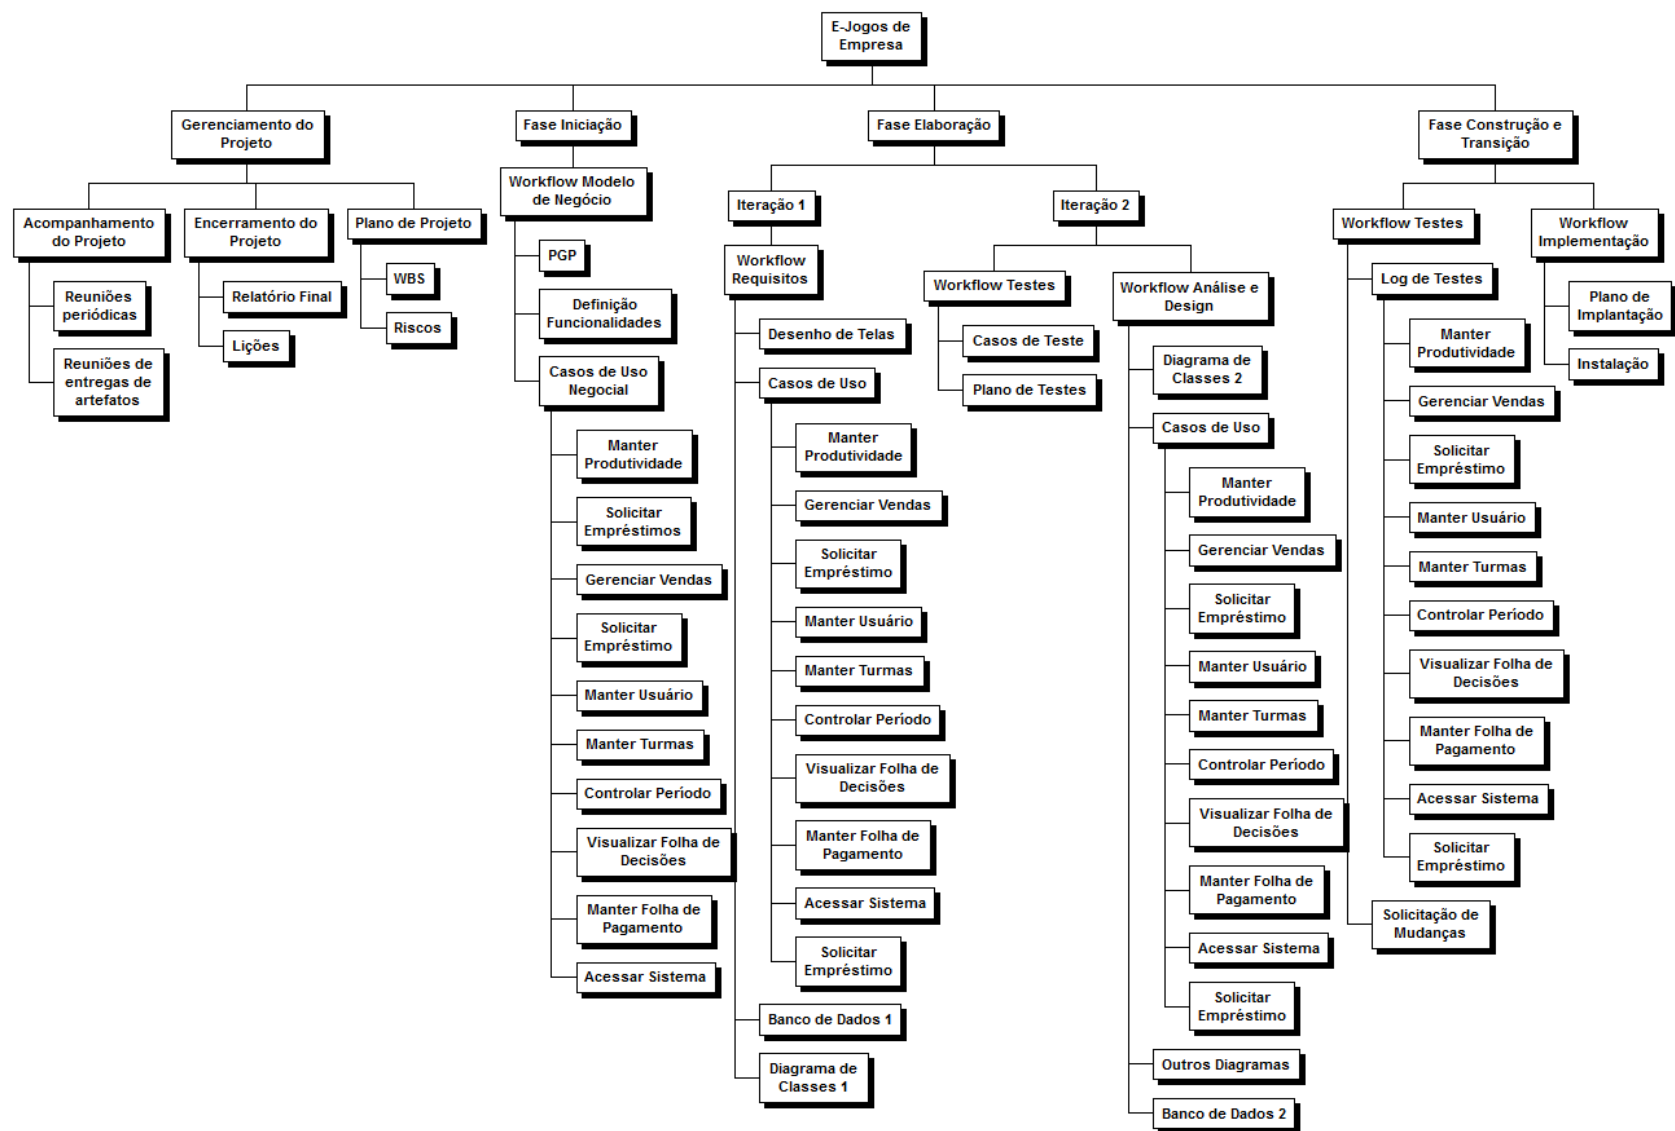 E-Jogos de
Empresa
Gerenciamento do
Projeto
Acompanhamento
do Projeto
Reuniões
periódicas
Reuniões de
entregas de
artefatos
Encerramento do
Projeto
Relatório Final
Lições
Plano de Projeto
WBS
Riscos
Fase Iniciação
Workflow Modelo
de Negócio
PGP
Definição
Funcionalidades
Casos de Uso
Negocial
Manter
Produtividade
Solicitar
Empréstimos
Gerenciar Vendas
Solicitar
Empréstimo
Manter Usuário
Manter Turmas
Controlar Período
Visualizar Folha de
Decisões
Manter Folha de
Pagamento
Acessar Sistema
Fase Elaboração
Iteração 1
Workflow
Requisitos
Desenho de Telas
Casos de Uso
Manter
Produtividade
Gerenciar Vendas
Solicitar
Empréstimo
Manter Usuário
Manter Turmas
Controlar Período
Visualizar Folha de
Decisões
Manter Folha de
Pagamento
Acessar Sistema
Solicitar
Empréstimo
Banco de Dados 1
Diagrama de
Classes 1
Iteração 2
Workflow Testes
Casos de Teste
Plano de Testes
Workflow Análise e
Design
Diagrama de
Classes 2
Casos de Uso
Manter
Produtividade
Gerenciar Vendas
Solicitar
Empréstimo
Manter Usuário
Manter Turmas
Controlar Período
Visualizar Folha de
Decisões
Manter Folha de
Pagamento
Acessar Sistema
Solicitar
Empréstimo
Outros Diagramas
Banco de Dados 2
Fase Construção e
Transição
Workflow Testes
Log de Testes
Manter
Produtividade
Gerenciar Vendas
Solicitar
Empréstimo
Manter Usuário
Manter Turmas
Controlar Período
Visualizar Folha de
Decisões
Manter Folha de
Pagamento
Acessar Sistema
Solicitar
Empréstimo
Solicitação de
Mudanças
Workflow
Implementação
Plano de
Implantação
Instalação